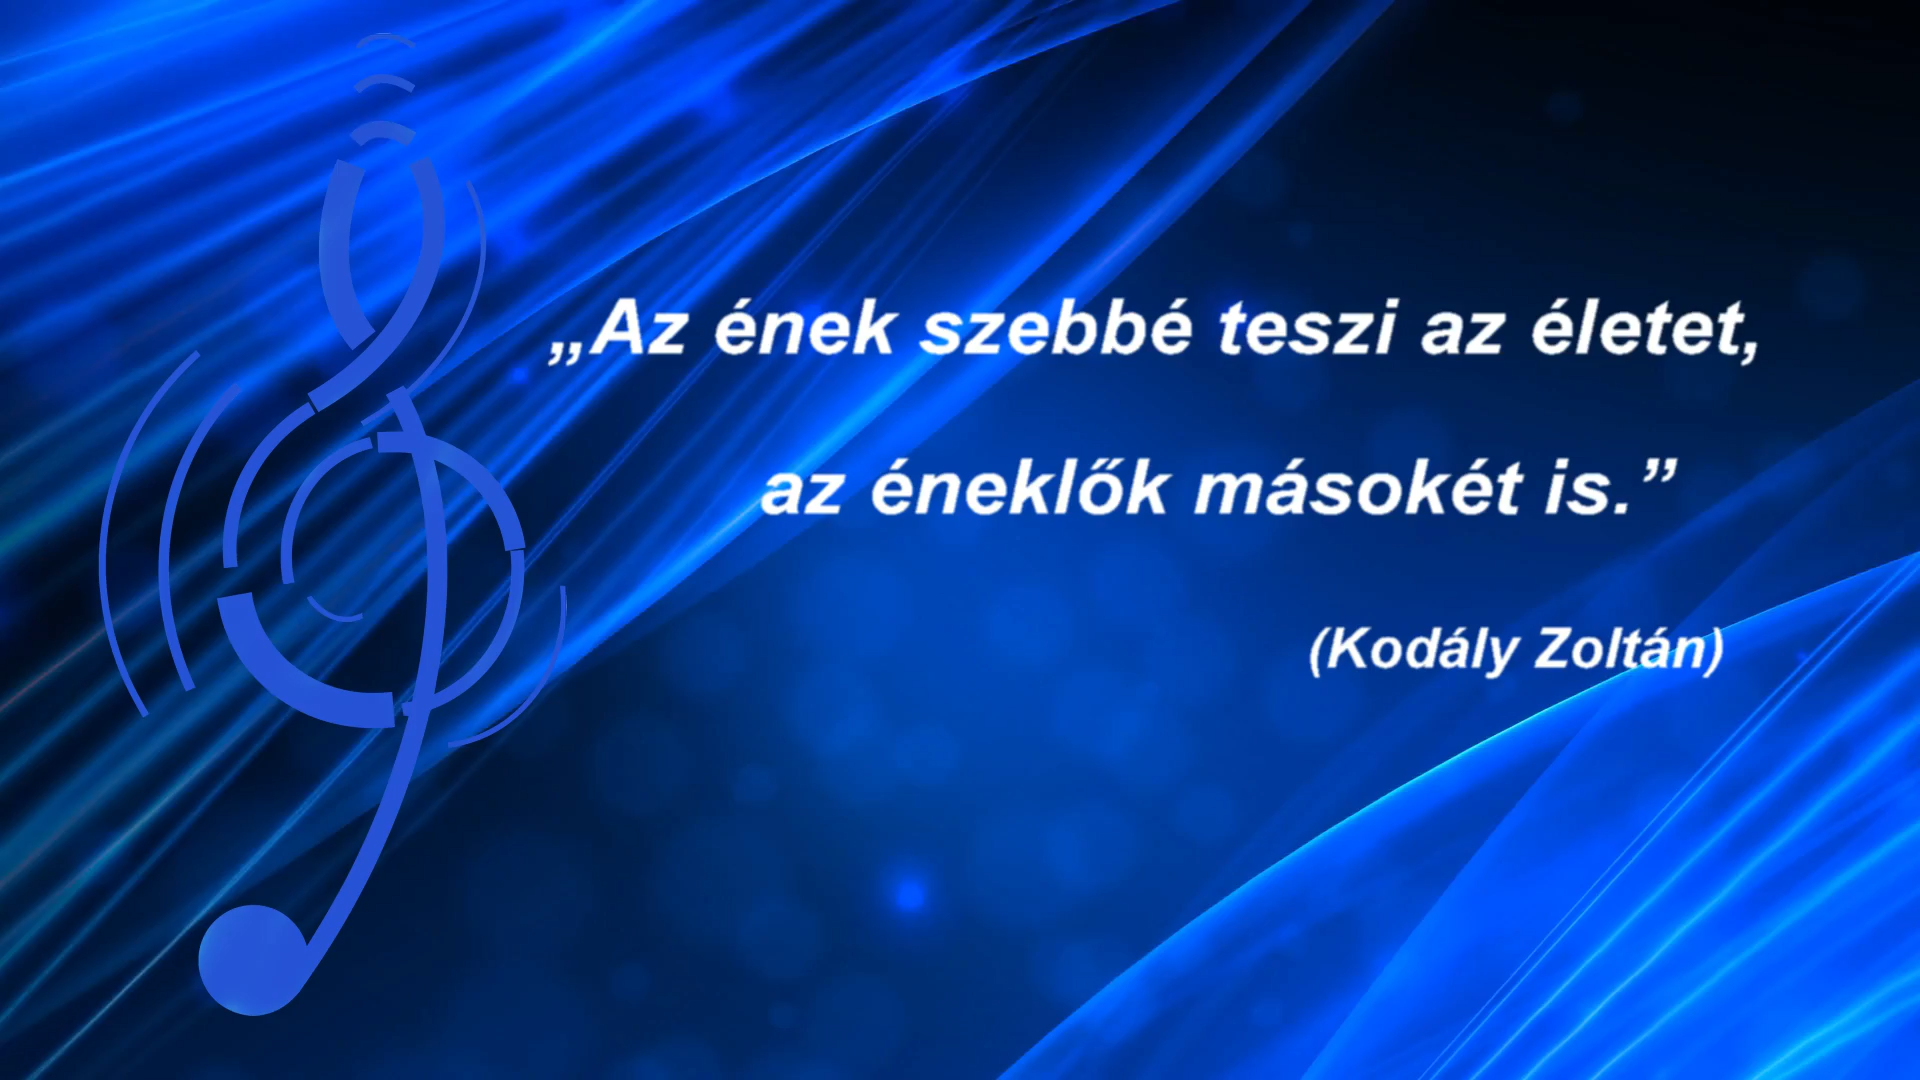 „Az ének szebbé teszi az életet,
az éneklők másokét is.”
(Kodály Zoltán)